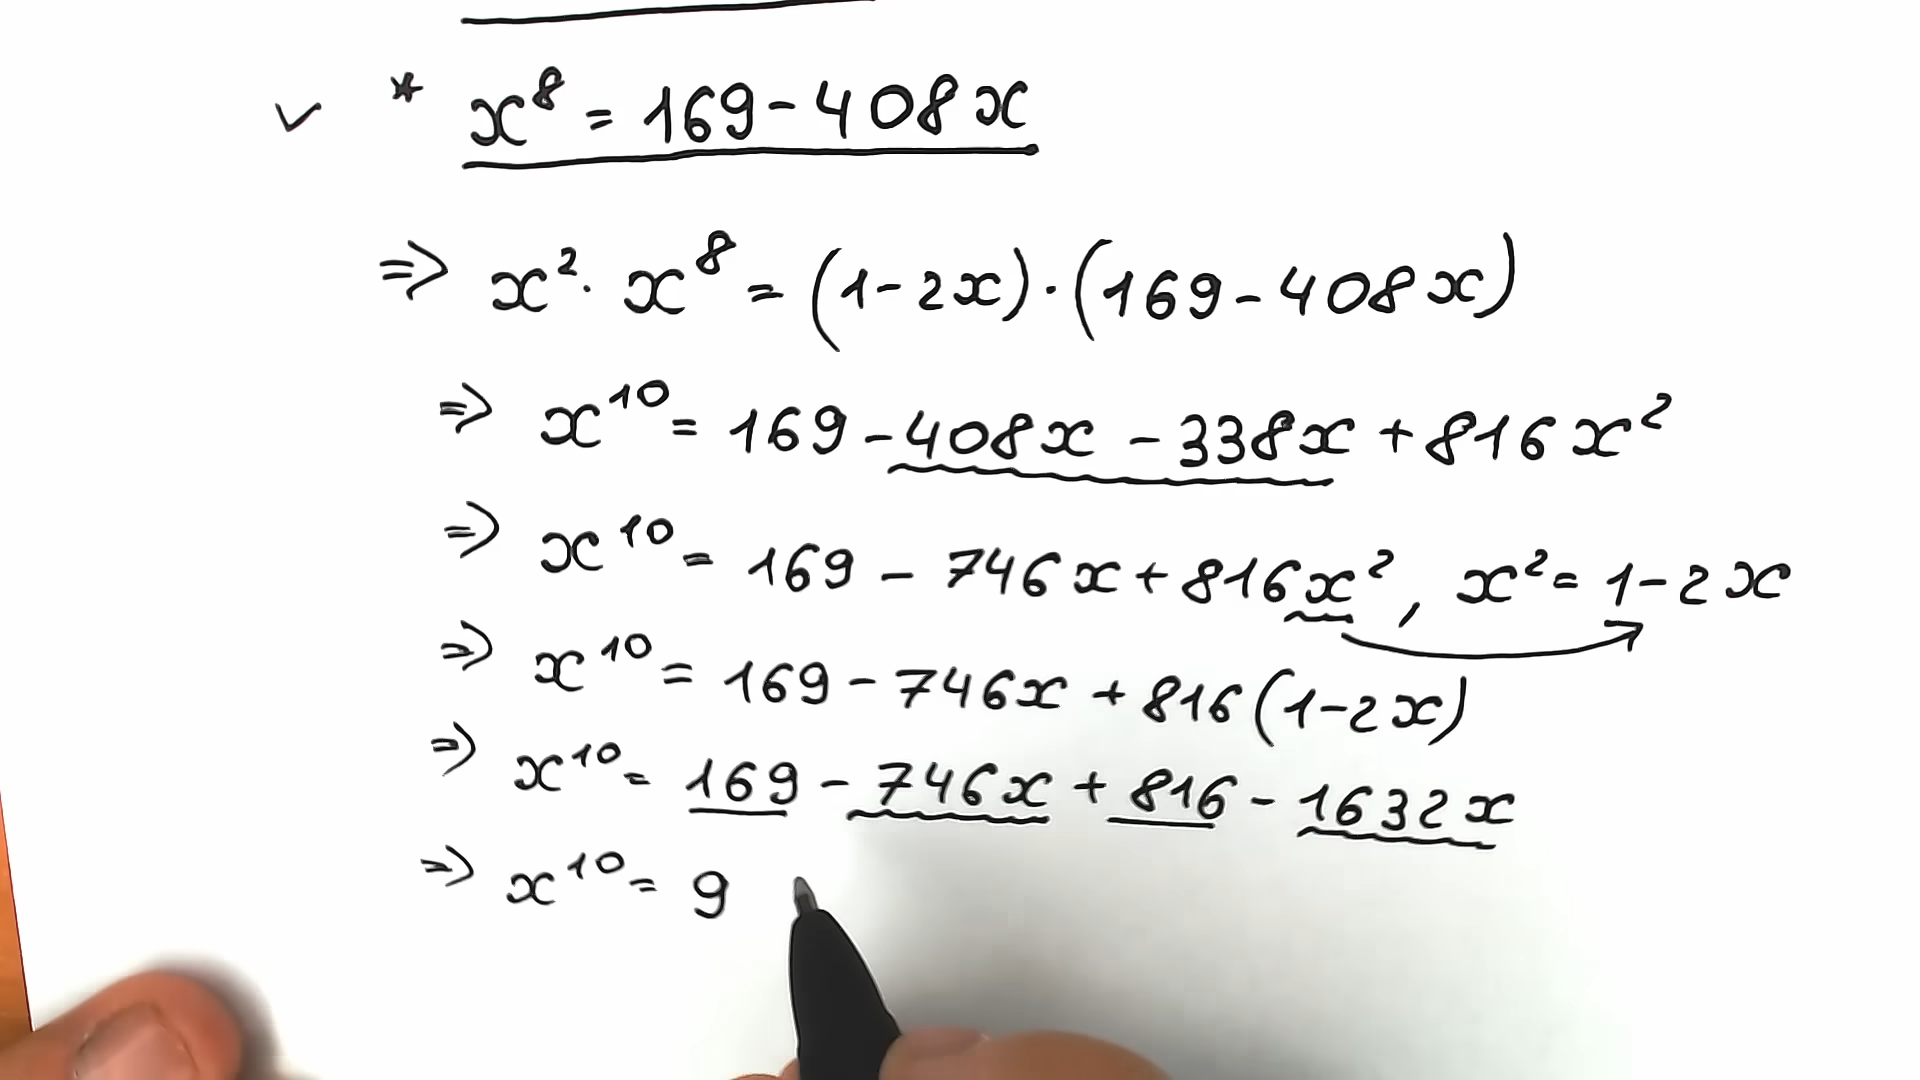 * x⁸ = 169 - 408x
=> x² · x⁸ = (1 - 2x) · (169 - 408x)
=> x¹⁰ = 169 - 408x - 338x + 816x²
=> x¹⁰ = 169 - 746x + 816x² , x² = 1 - 2x
=> x¹⁰ = 169 - 746x + 816(1 - 2x)
=> x¹⁰ = 169 - 746x + 816 - 1632x
=> x¹⁰ = 9